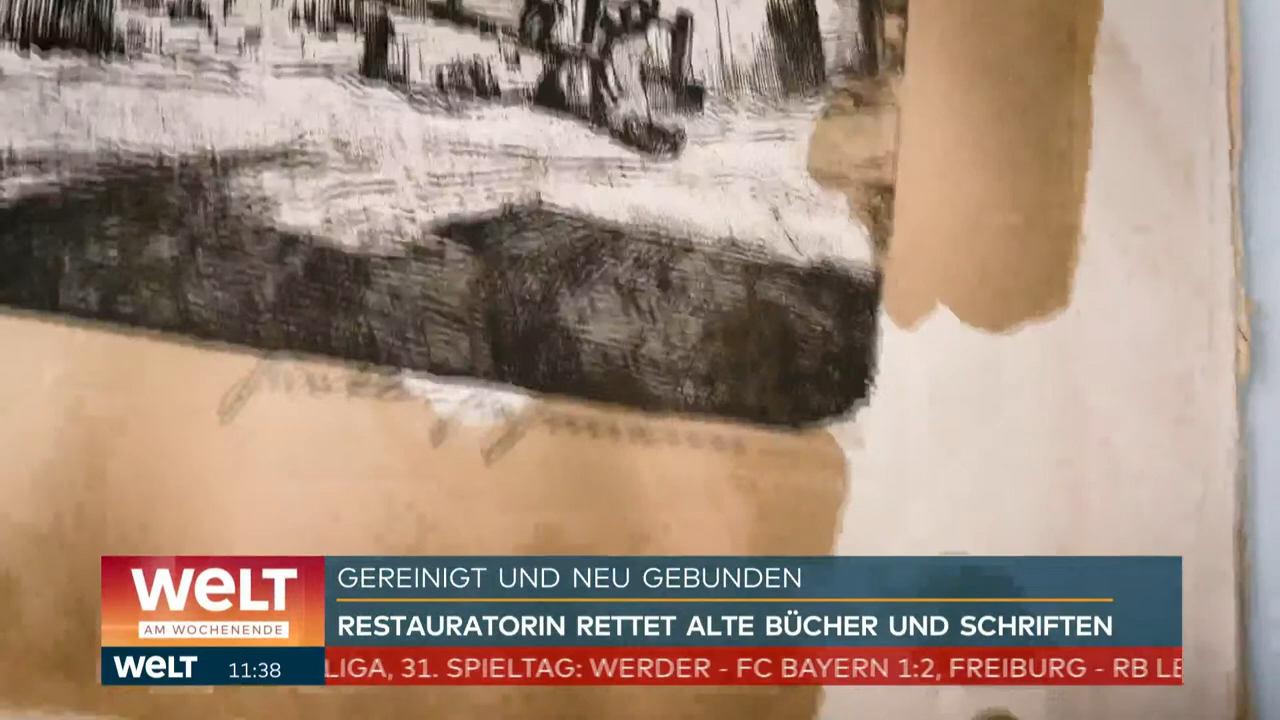 WELT
AM WOCHENENDE
GEREINIGT UND NEU GEBUNDEN
RESTAURATORIN RETTET ALTE BÜCHER UND SCHRIFTEN
WELT 11:38
LIGA, 31. SPIELTAG: WERDER - FC BAYERN 1:2, FREIBURG - RB LE